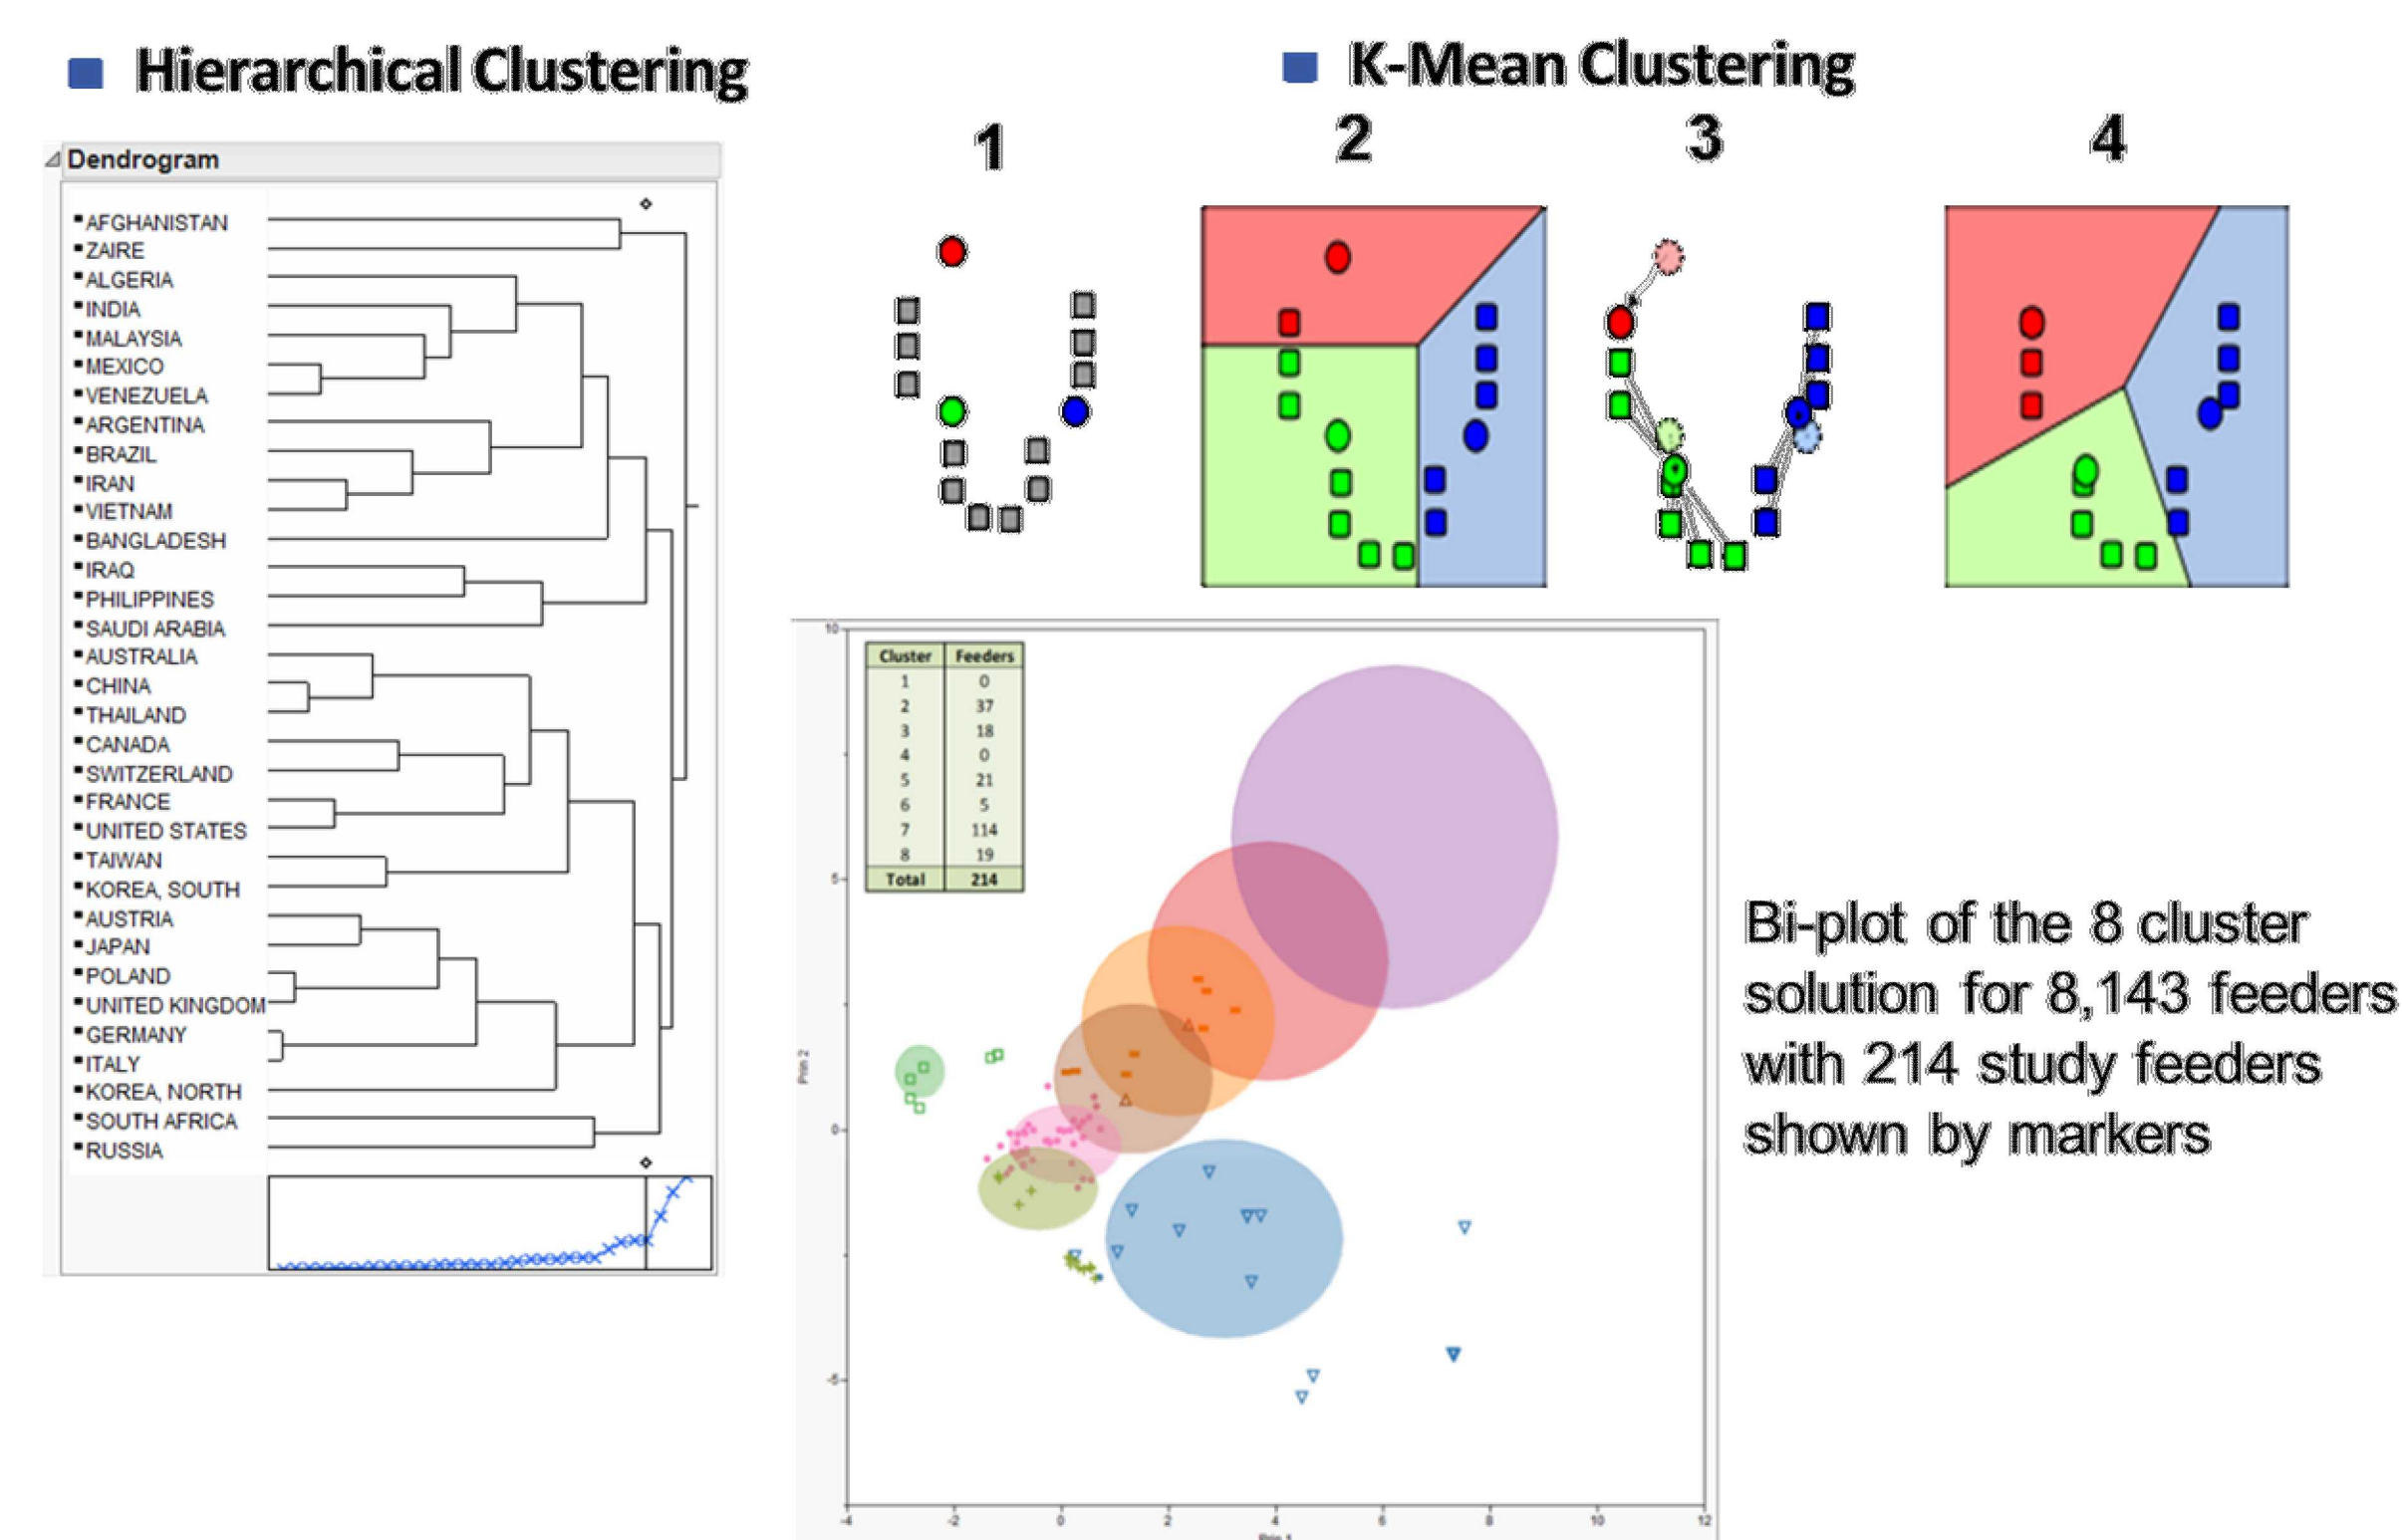 Hierarchical Clustering
K-Mean Clustering
1
2
3
4
Dendrogram
AFGHANISTAN
ZAIRE
ALGERIA
INDIA
MALAYSIA
MEXICO
VENEZUELA
ARGENTINA
BRAZIL
IRAN
VIETNAM
BANGLADESH
IRAQ
PHILIPPINES
SAUDI ARABIA
AUSTRALIA
CHINA
THAILAND
CANADA
SWITZERLAND
FRANCE
UNITED STATES
TAIWAN
KOREA, SOUTH
AUSTRIA
JAPAN
POLAND
UNITED KINGDOM
GERMANY
ITALY
KOREA, NORTH
SOUTH AFRICA
RUSSIA
10
5
0
-5
Prin 2
Cluster Feeders
1 0
2 37
3 18
4 0
5 21
6 5
7 114
8 19
Total 214
-4 -2 0 2 4 6 8 10 12
Prin 1
Bi-plot of the 8 cluster
solution for 8,143 feeders
with 214 study feeders
shown by markers